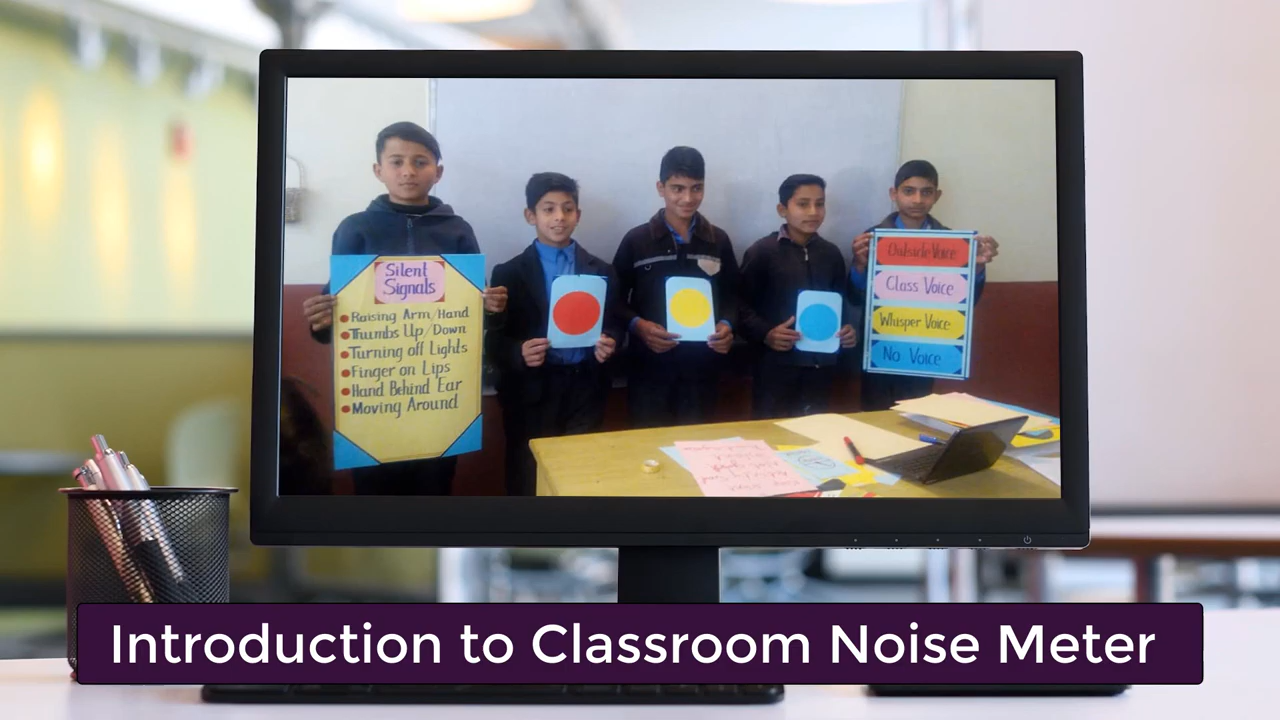 Silent
Signals
Raising Arm/Hand
Thumbs Up/Down
Turning off Lights
Finger on Lips
Hand Behind Ear
Moving Around
Outside Voice
Class Voice
Whisper Voice
No Voice
Introduction to Classroom Noise Meter